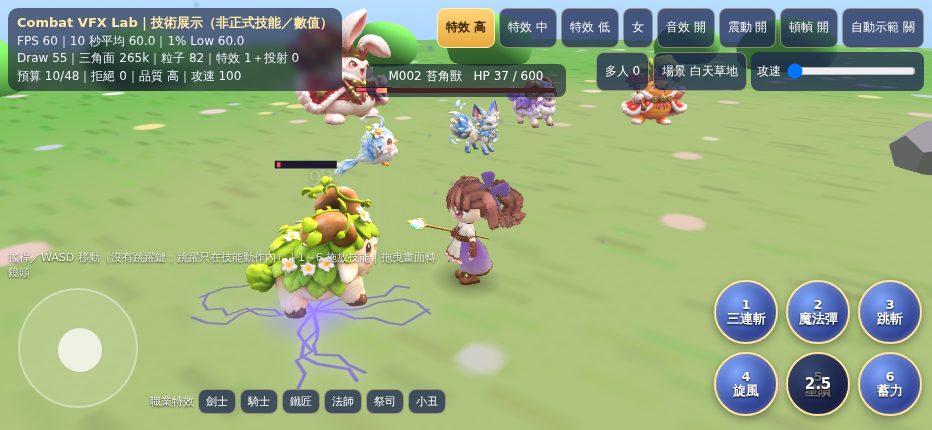 Combat VFX Lab | 技術展示（非正式技能／數值）
FPS 60 | 10 秒平均 60.0 | 1% Low 60.0
Draw 55 | 三角面 265k | 粒子 82 | 特效 1＋投射 0
預算 10/48 | 拒絕 0 | 品質 高 | 攻速 100
特效 高
特效 中
特效 低
女
音效 開
震動 開
頓幀 開
自動示範 關
M002 苔角獸 HP 37 / 600
多人 0
場景 白天草地
攻速
搖桿／WASD 移動（沒有跳躍鍵；跳躍只在技能動作內） | 1～6 施放技能 | 拖曳畫面轉
鏡頭
1
三連斬
2
魔法彈
3
跳斬
4
旋風
2.5
6
蓄力
職業特效
劍士
騎士
鐵匠
法師
祭司
小丑